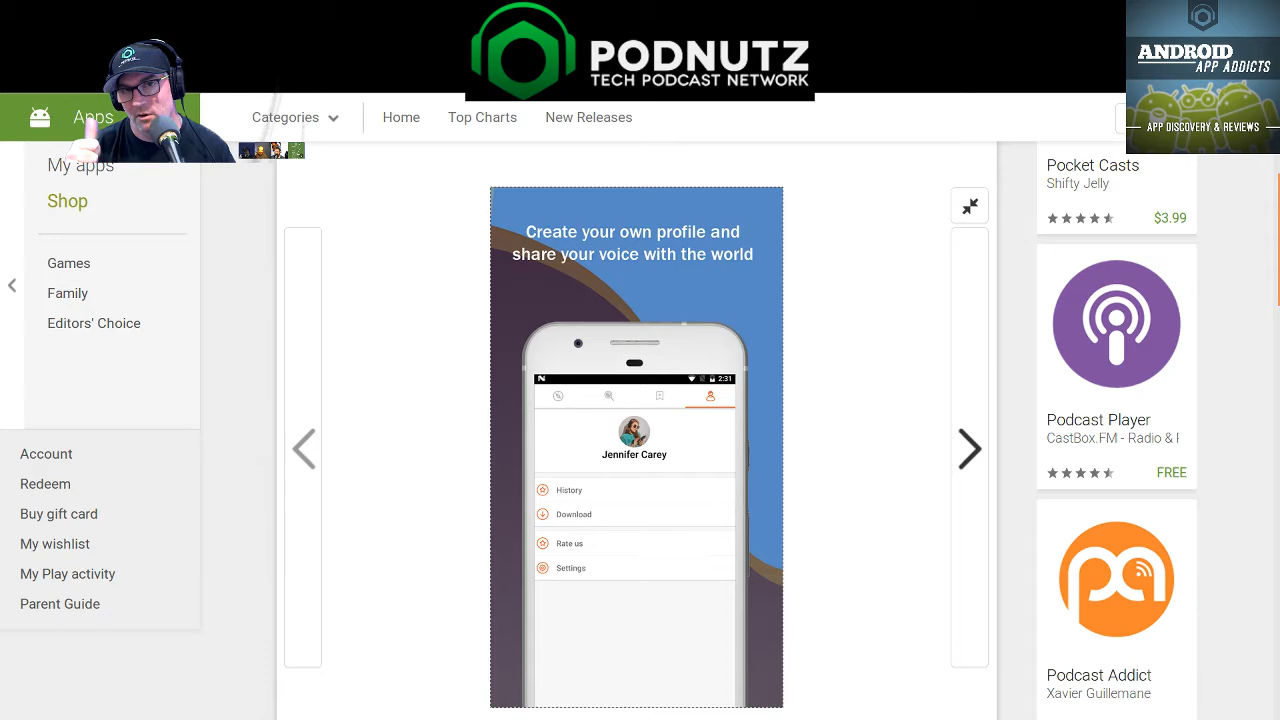 PODNUTZ
TECH PODCAST NETWORK
ANDROID
APP ADDICTS
APP DISCOVERY & REVIEWS
Apps
Categories
Home
Top Charts
New Releases
My apps
Shop
Games
Family
Editors' Choice
Account
Redeem
Buy gift card
My wishlist
My Play activity
Parent Guide
Create your own profile and
share your voice with the world
2:31
Jennifer Carey
History
Download
Rate us
Settings
Pocket Casts
Shifty Jelly
$3.99
Podcast Player
CastBox.FM - Radio &
FREE
Podcast Addict
Xavier Guillemane